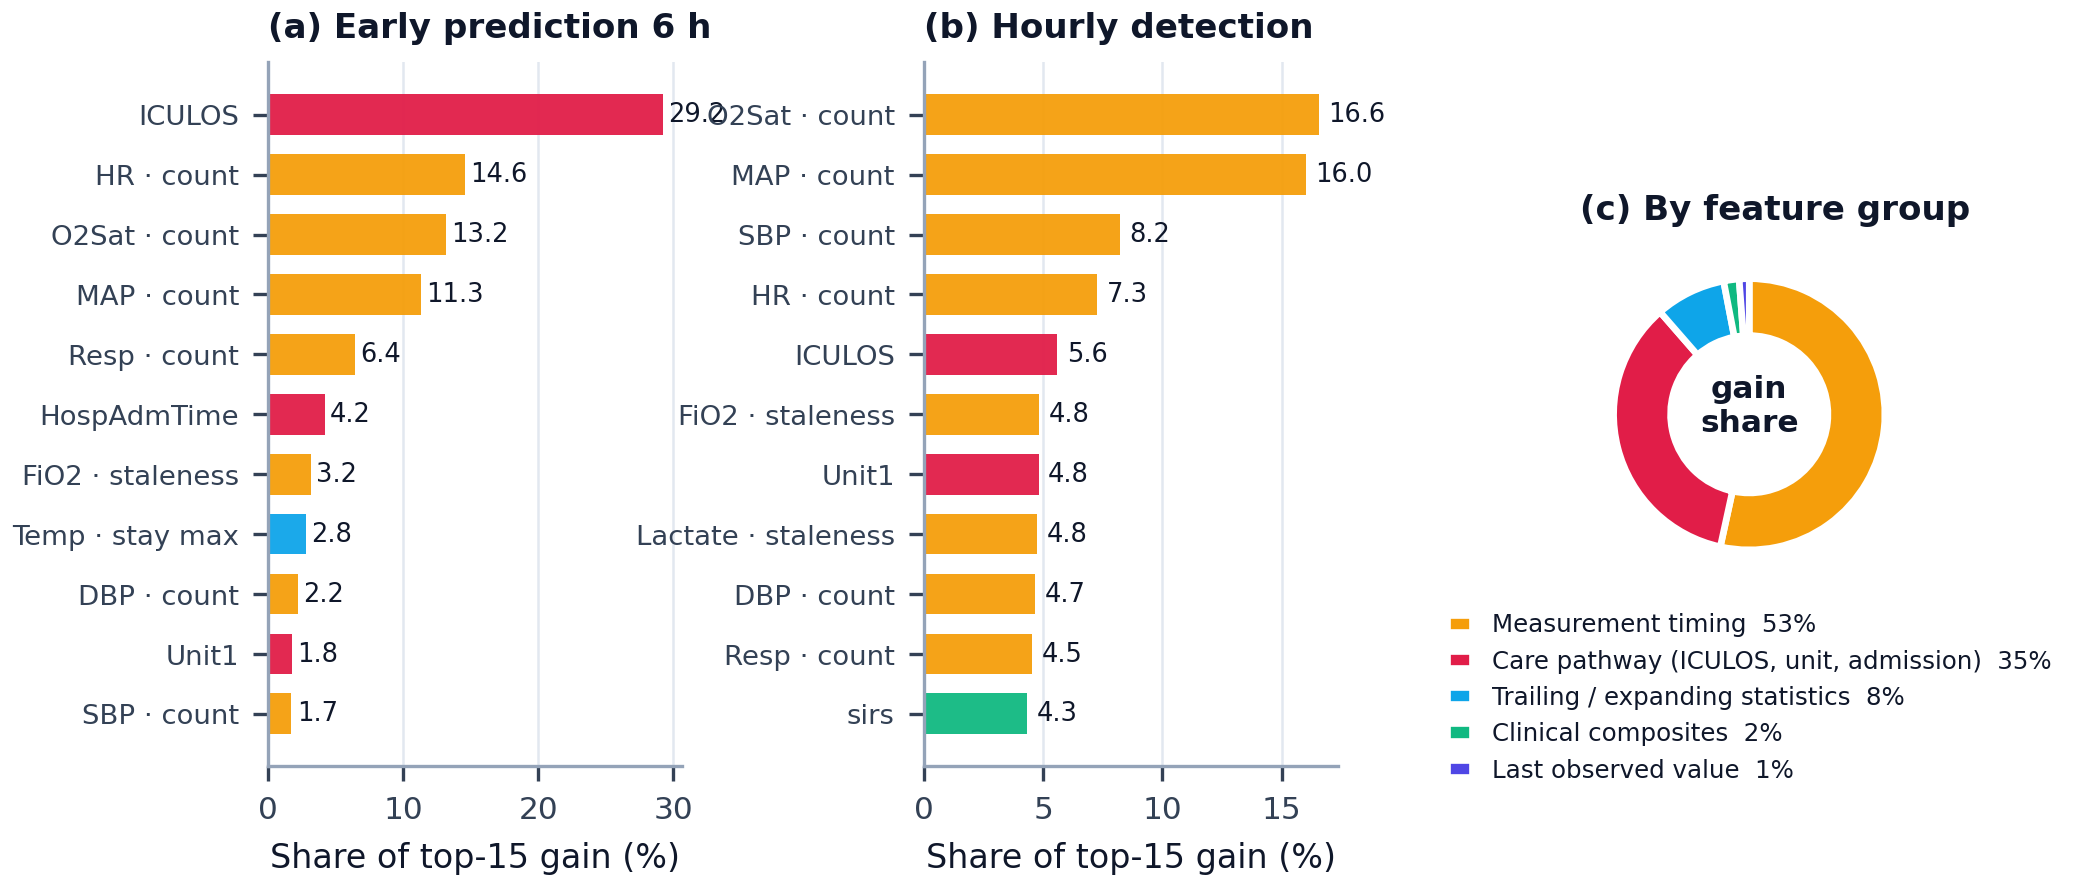 (a) Early prediction 6 h
ICULOS 29.2
HR · count 14.6
O2Sat · count 13.2
MAP · count 11.3
Resp · count 6.4
HospAdmTime 4.2
FiO2 · staleness 3.2
Temp · stay max 2.8
DBP · count 2.2
Unit1 1.8
SBP · count 1.7
0 10 20 30
Share of top-15 gain (%)
(b) Hourly detection
O2Sat · count 16.6
MAP · count 16.0
SBP · count 8.2
HR · count 7.3
ICULOS 5.6
FiO2 · staleness 4.8
Unit1 4.8
Lactate · staleness 4.8
DBP · count 4.7
Resp · count 4.5
sirs 4.3
0 5 10 15
Share of top-15 gain (%)
(c) By feature group
gain
share
Measurement timing 53%
Care pathway (ICULOS, unit, admission) 35%
Trailing / expanding statistics 8%
Clinical composites 2%
Last observed value 1%